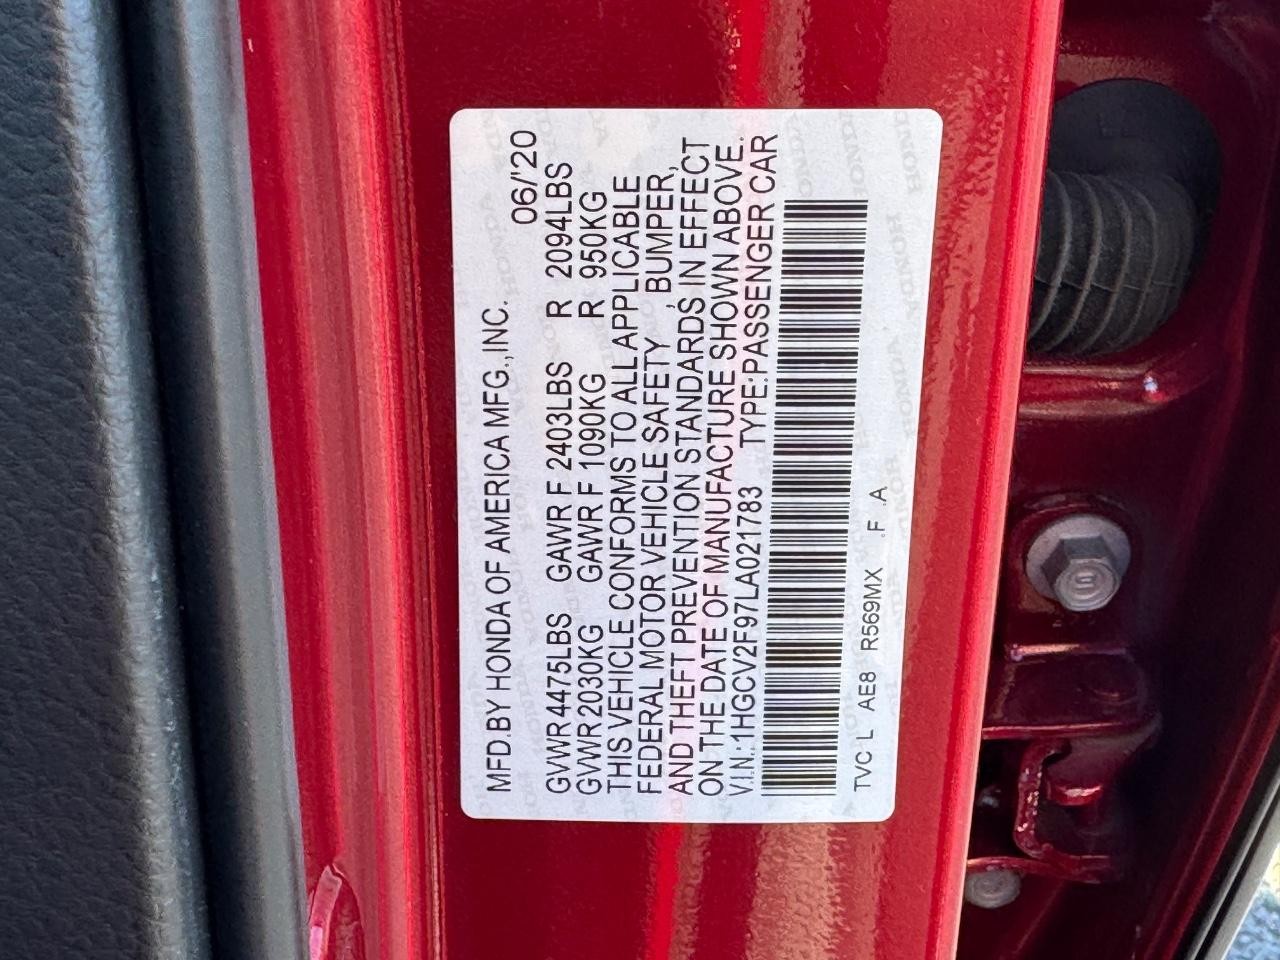 MFD.BY HONDA OF AMERICA MFG.,INC. 06/'20
GVWR 4475LBS GAWR F 2403LBS R 2094LBS
GVWR 2030KG GAWR F 1090KG R 950KG
THIS VEHICLE CONFORMS TO ALL APPLICABLE
FEDERAL MOTOR VEHICLE SAFETY , BUMPER,
AND THEFT PREVENTION STANDARDS IN EFFECT
ON THE DATE OF MANUFACTURE SHOWN ABOVE.
V.I.N.: 1HGCV2F97LA021783 TYPE:PASSENGER CAR
TVC L AE8 R569MX .F .A